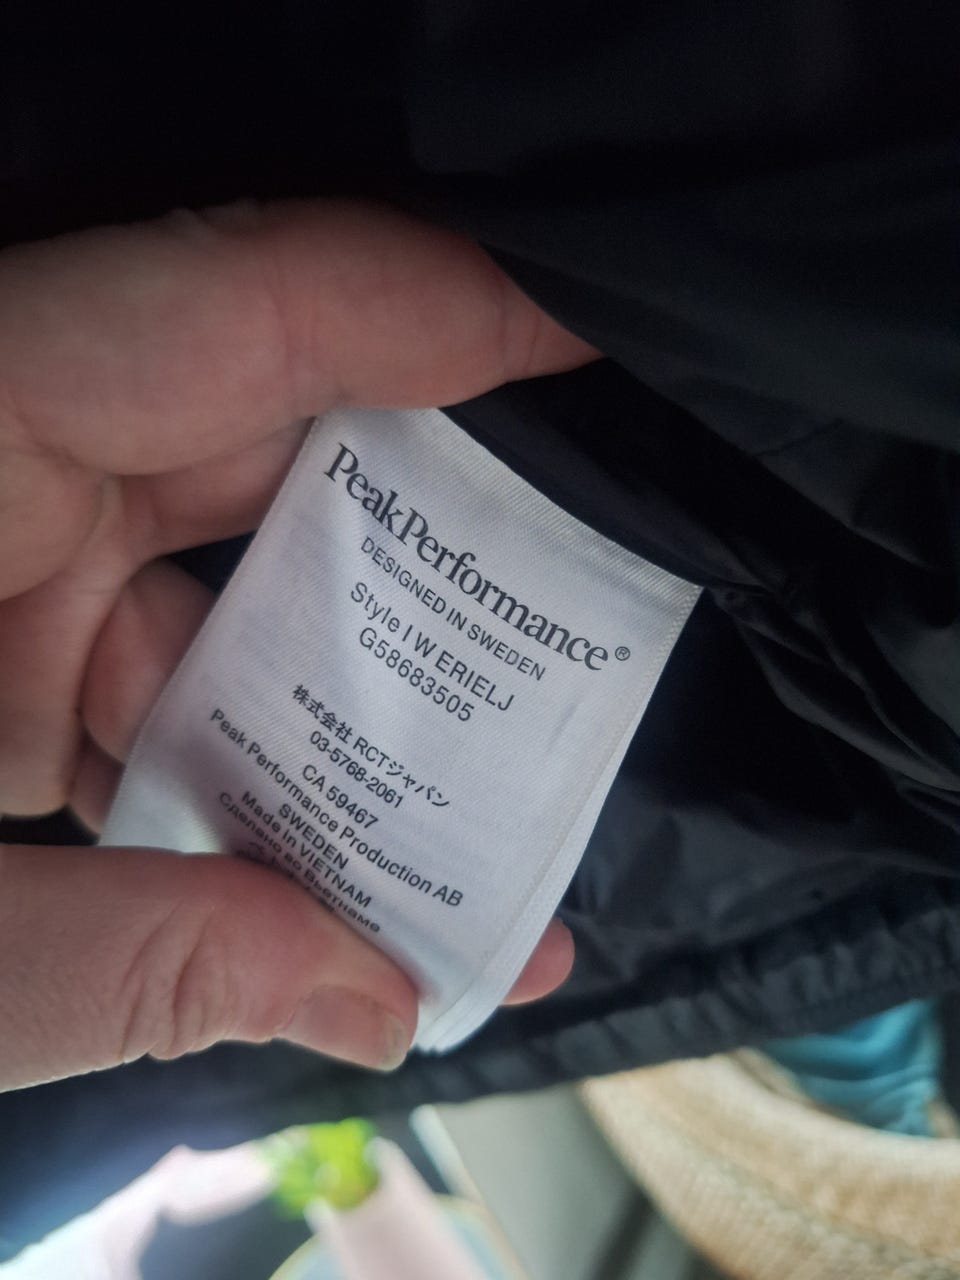 PeakPerformance®
DESIGNED IN SWEDEN
Style I W ERIELJ
G58683505
株式会社 RCTジャパン
03-5768-2061
CA 59467
Peak Performance Production AB
SWEDEN
Made in VIETNAM
Сделано во Вьетнаме